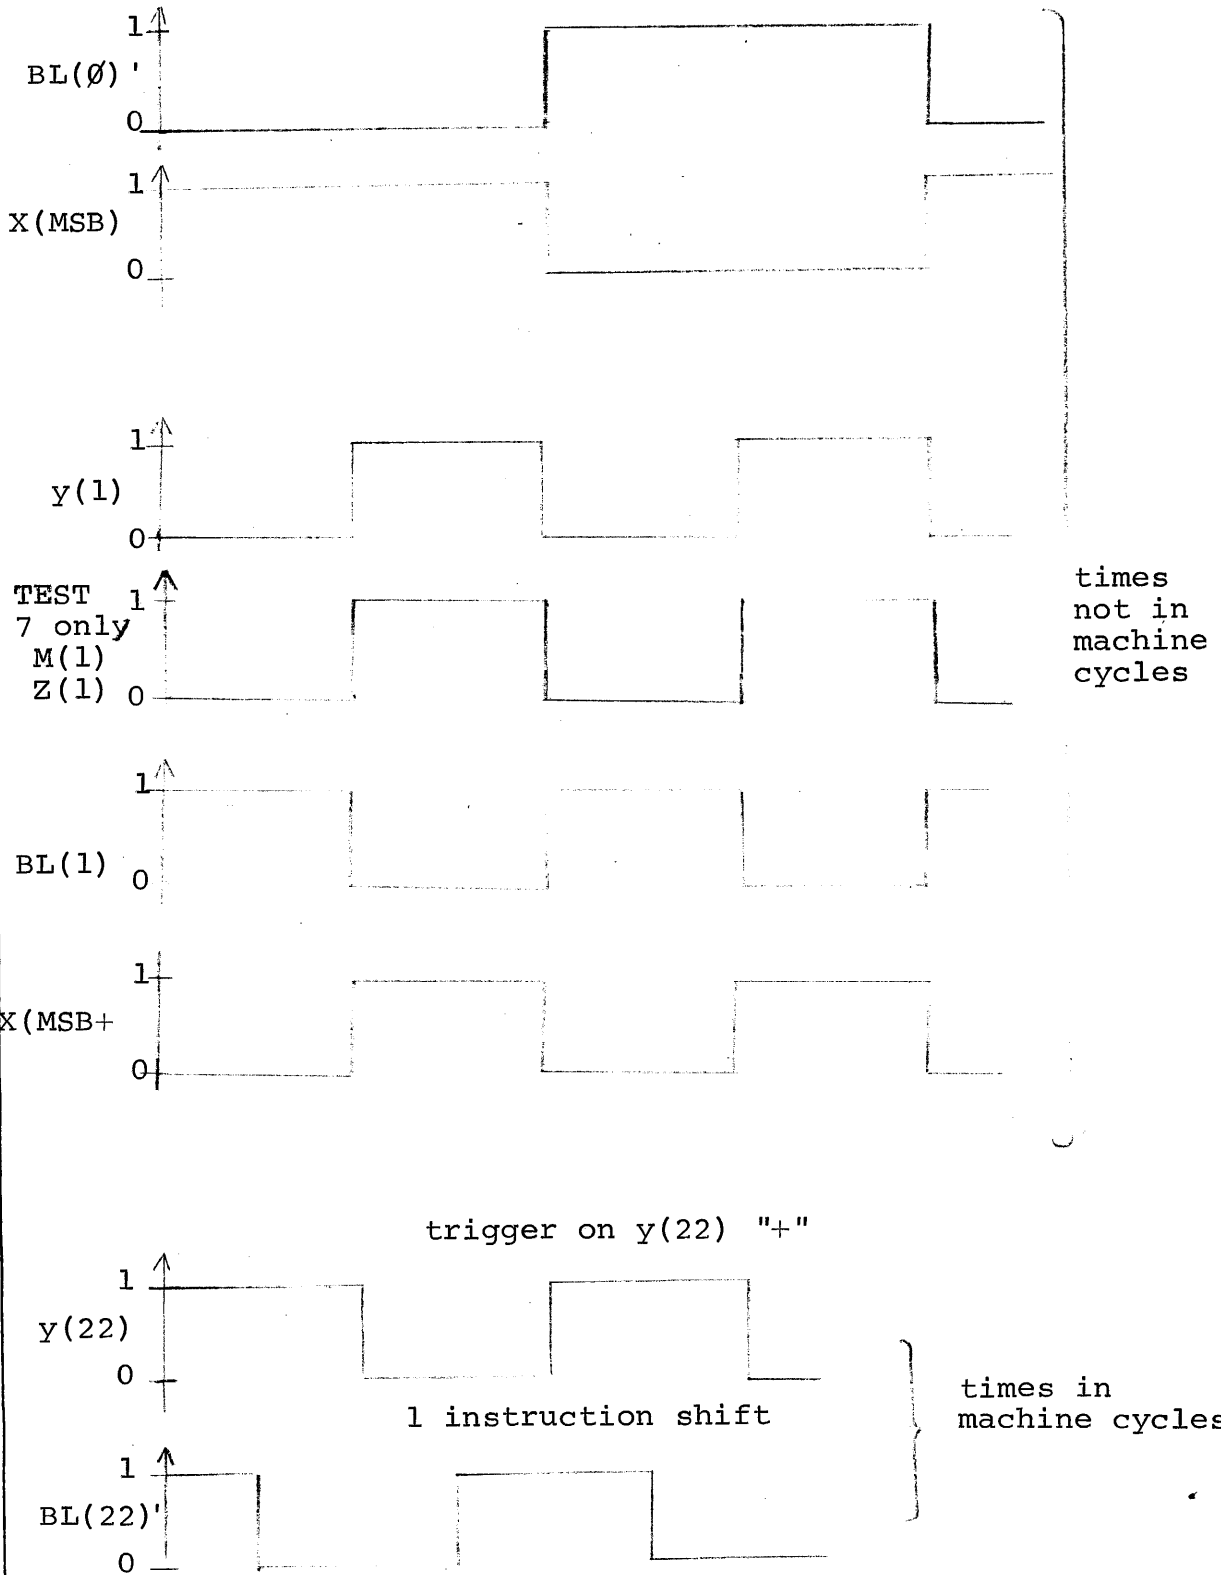 1
BL(Ø)'
0
1
X(MSB)
0
1
y(1)
0
TEST 1
7 only
M(1)
Z(1) 0
times
not in
machine
cycles
1
BL(1)
0
1
X(MSB+
0
trigger on y(22) "+"
1
y(22)
0
1 instruction shift
times in
machine cycles
1
BL(22)'
0